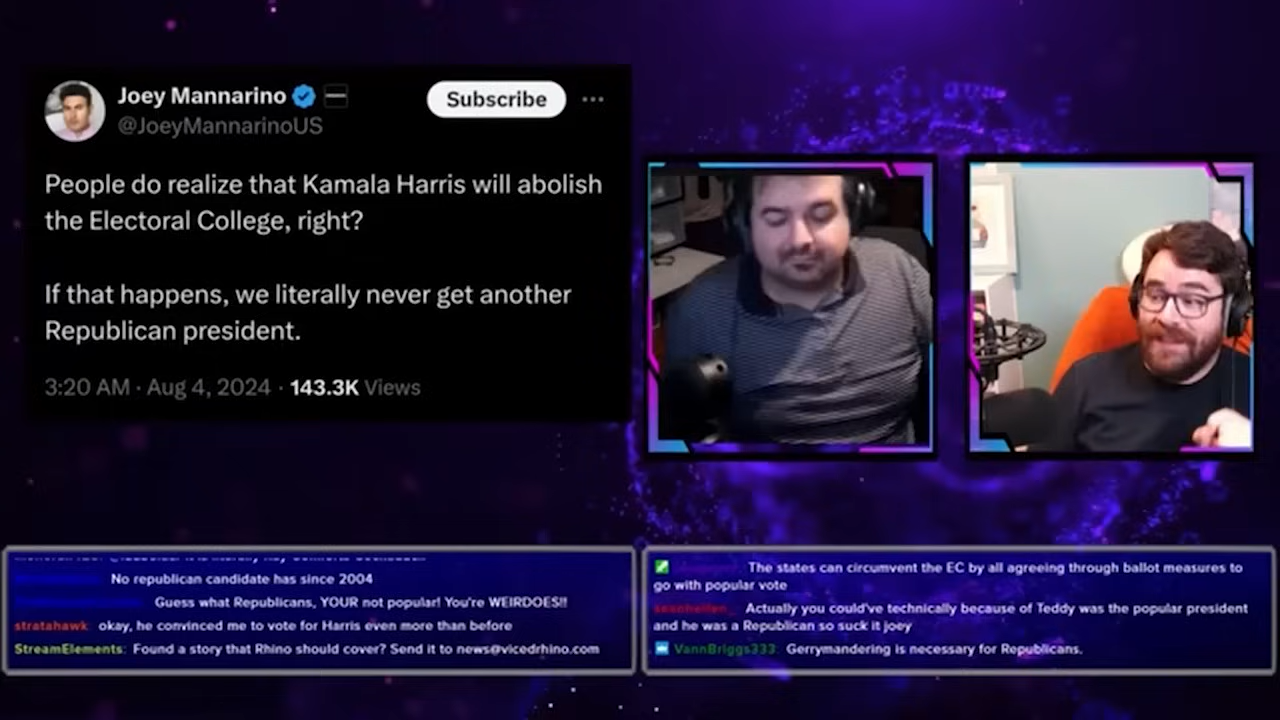 Joey Mannarino
Subscribe
@JoeyMannarinoUS
People do realize that Kamala Harris will abolish
the Electoral College, right?
If that happens, we literally never get another
Republican president.
3:20 AM · Aug 4, 2024 · 143.3K Views
No republican candidate has since 2004
Guess what Republicans, YOUR not popular! You're WEIRDOES!!
stratahawk: okay, he convinced me to vote for Harris even more than before
StreamElements: Found a story that Rhino should cover? Send it to news@vicedrhino.com
The states can circumvent the EC by all agreeing through ballot measures to
go with popular vote
Actually you could've technically because of Teddy was the popular president
and he was a Republican so suck it joey
VannBriggs333: Gerrymandering is necessary for Republicans.